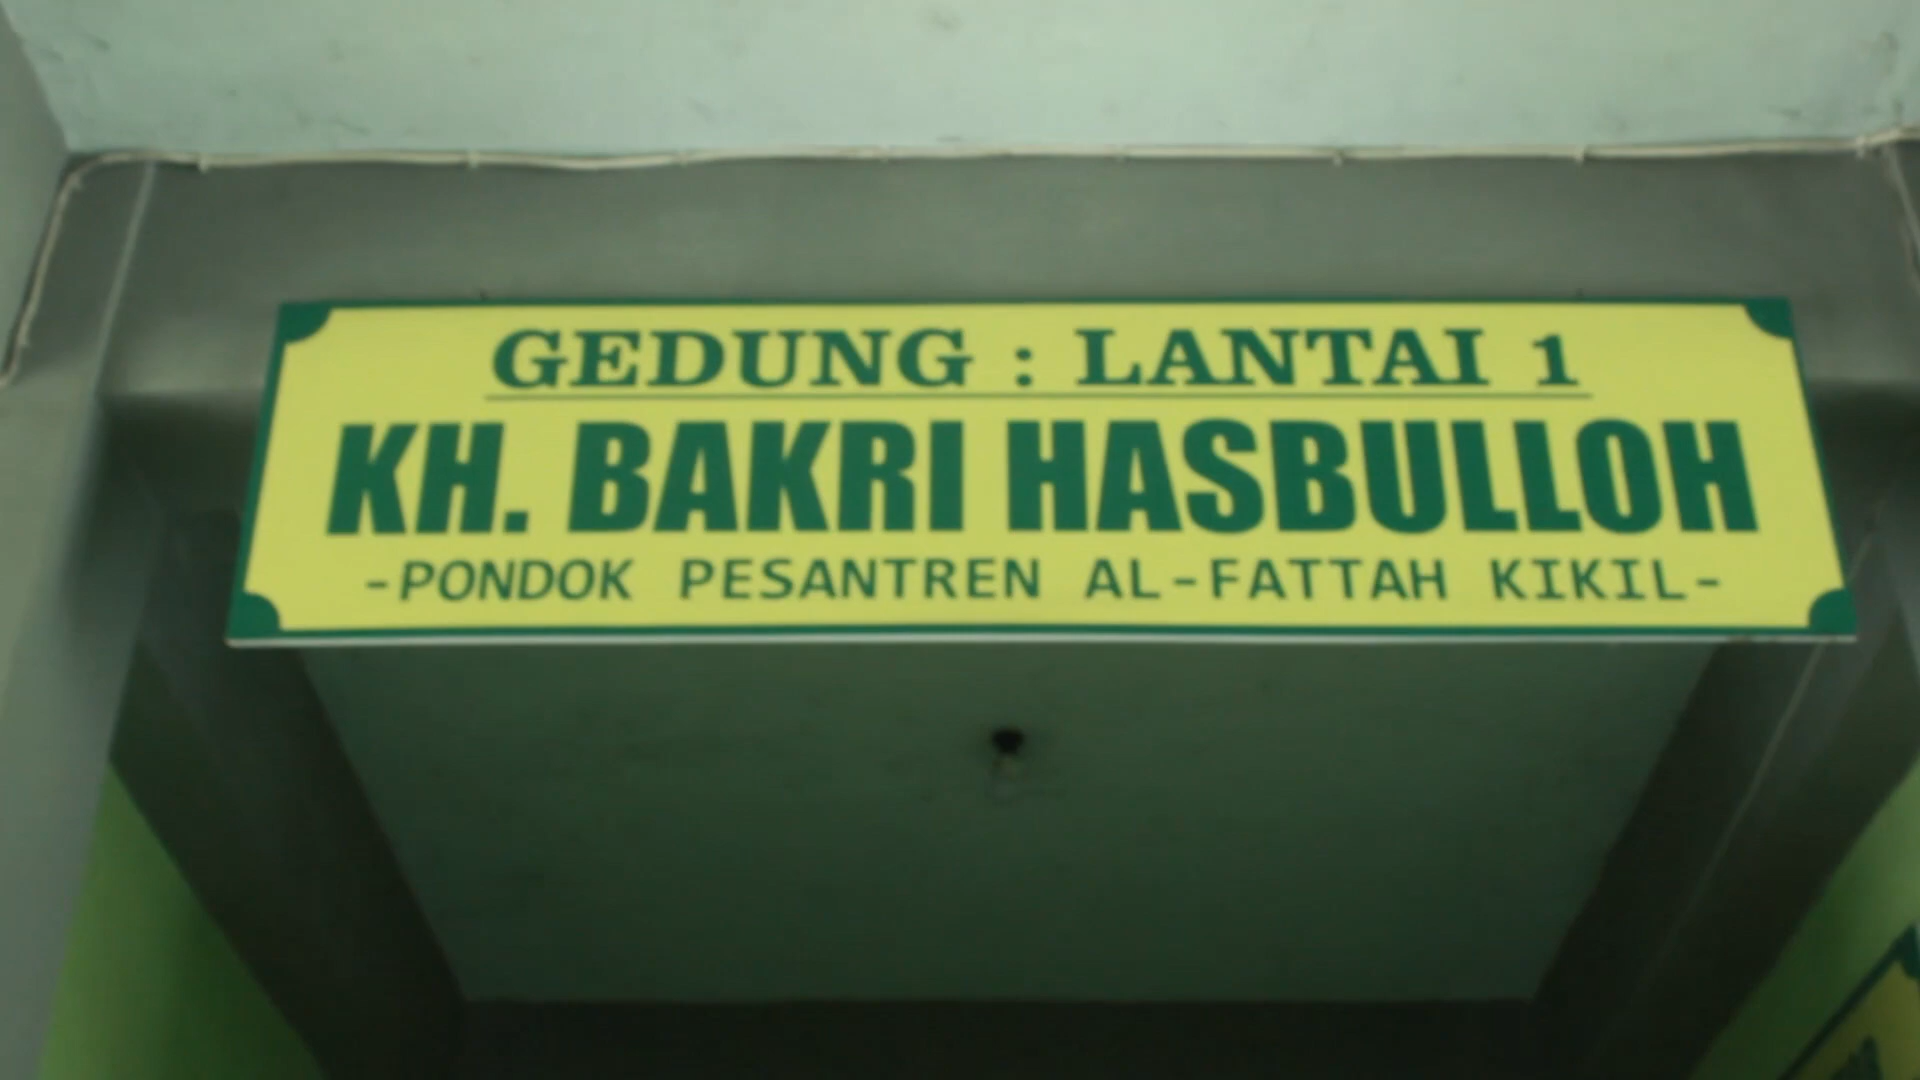 GEDUNG : LANTAI 1
KH. BAKRI HASBULLOH
-PONDOK PESANTREN AL-FATTAH KIKIL-